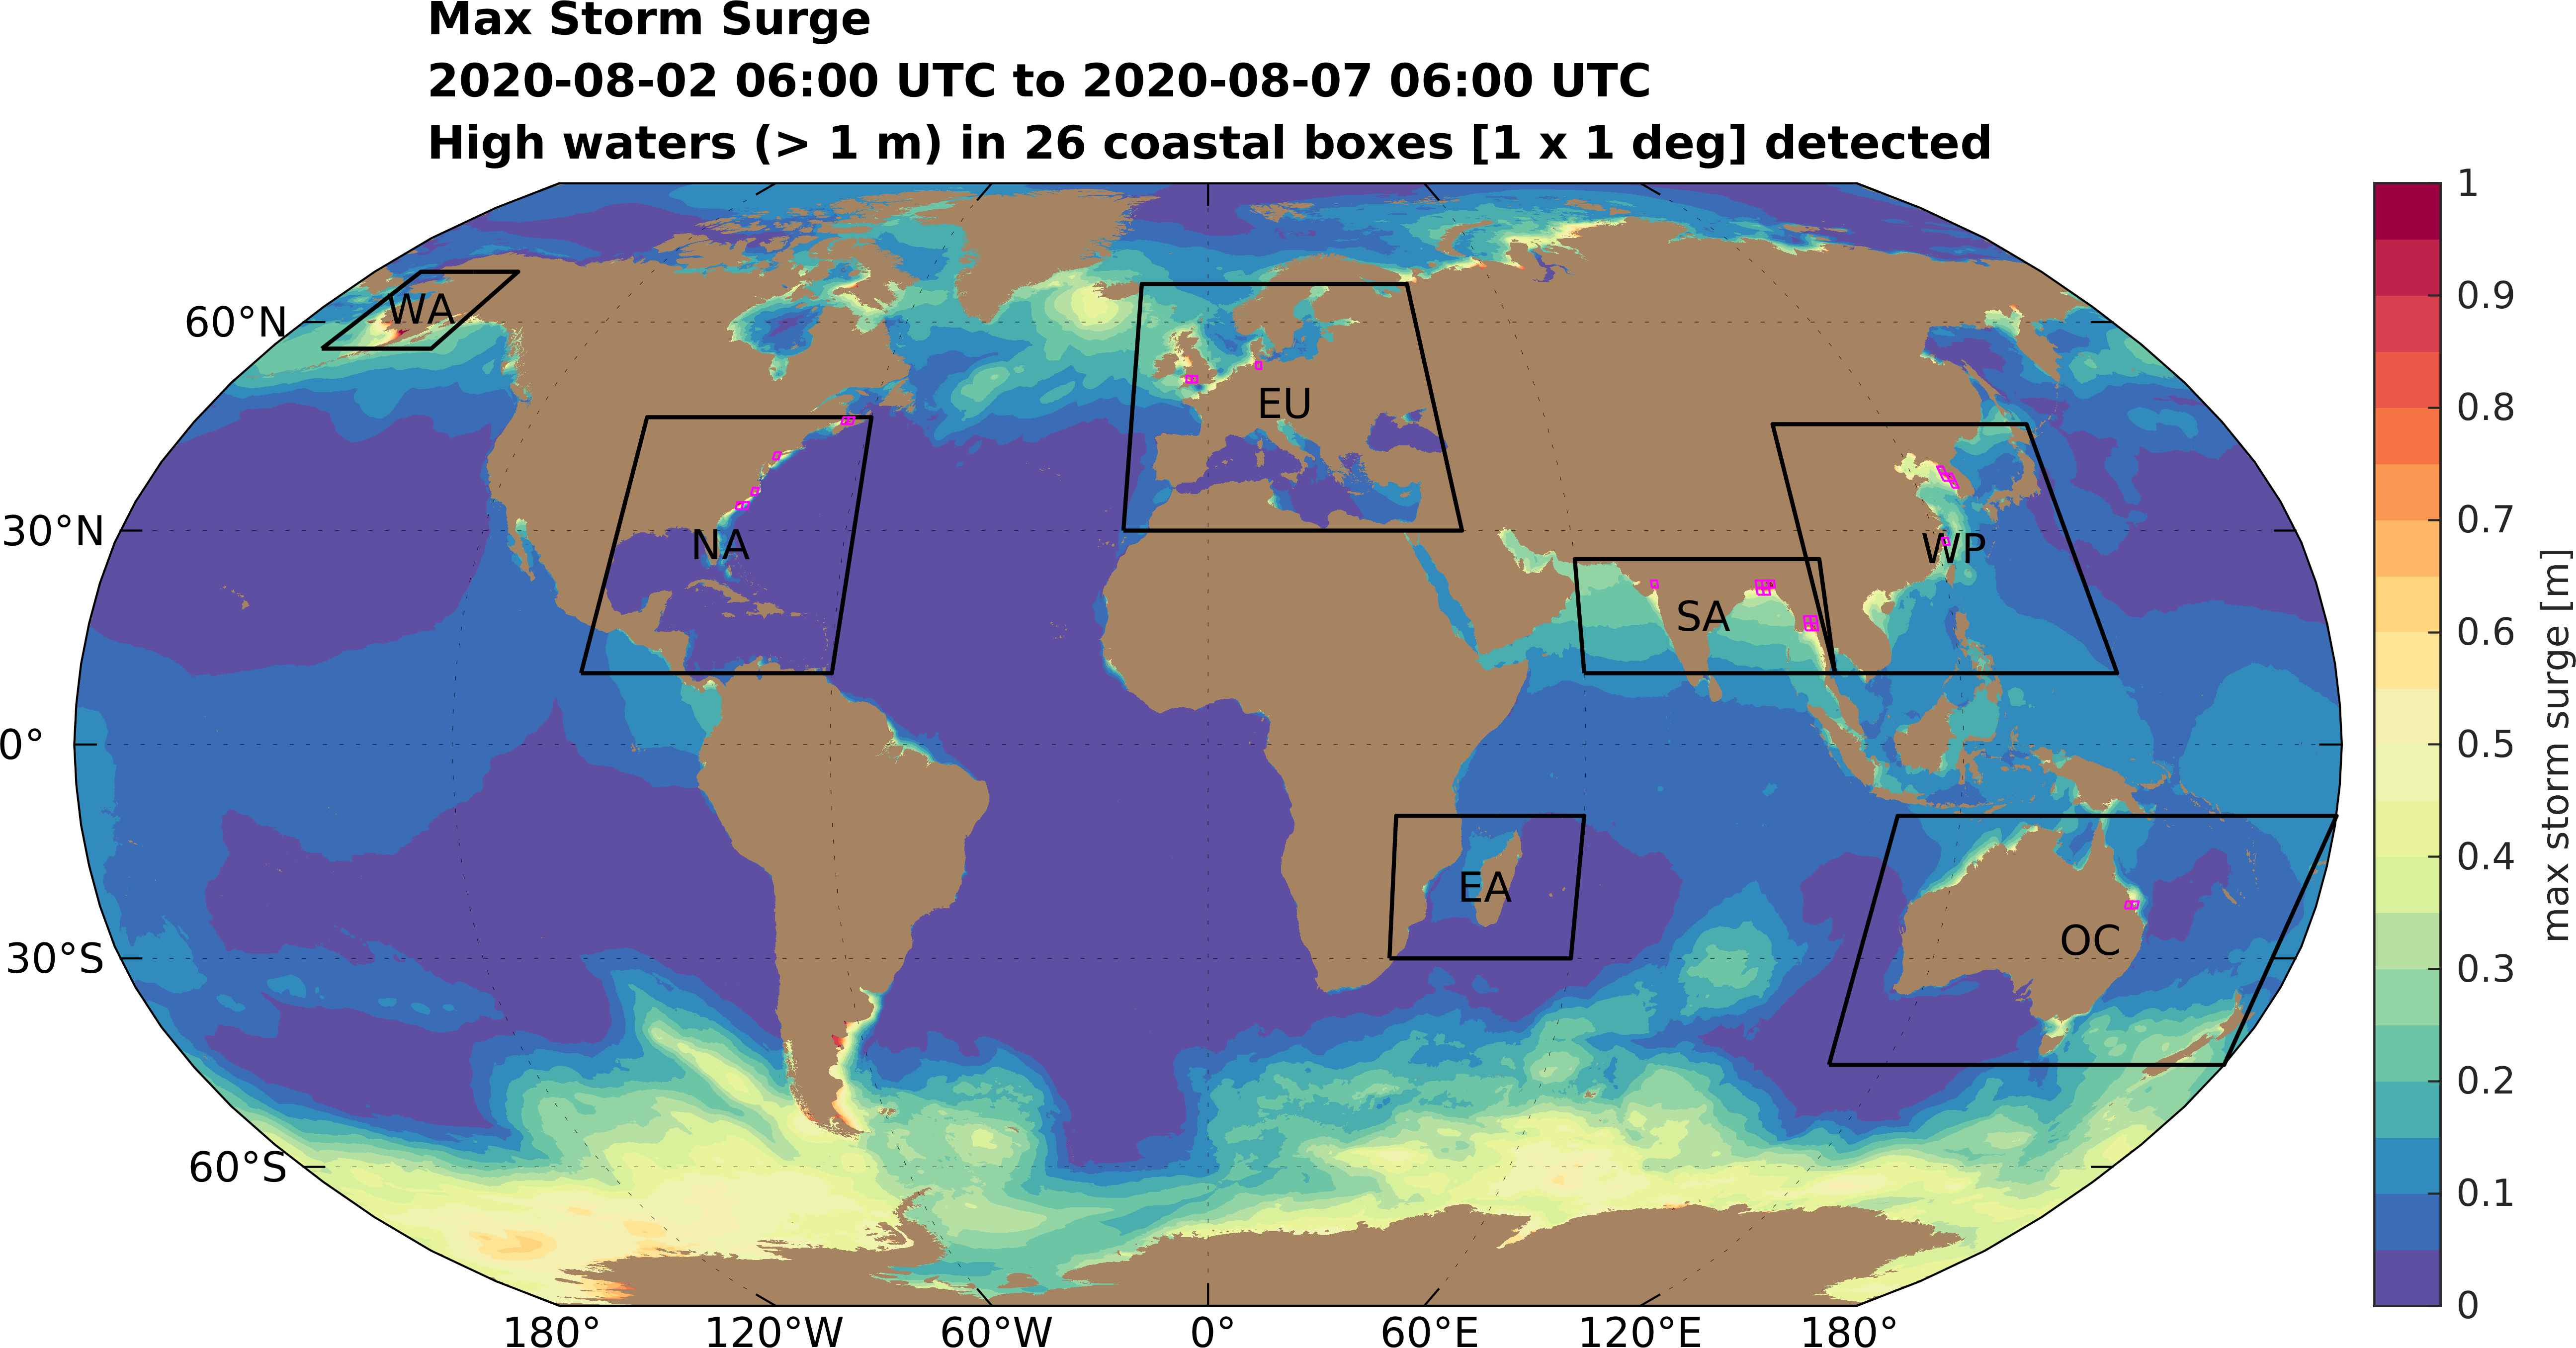 Max Storm Surge
2020-08-02 06:00 UTC to 2020-08-07 06:00 UTC
High waters (> 1 m) in 26 coastal boxes [1 x 1 deg] detected
60°N
30°N
0°
30°S
60°S
WA
NA
EU
SA
WP
EA
OC
180°
120°W
60°W
0°
60°E
120°E
180°
1
0.9
0.8
0.7
0.6
0.5
0.4
0.3
0.2
0.1
0
max storm surge [m]